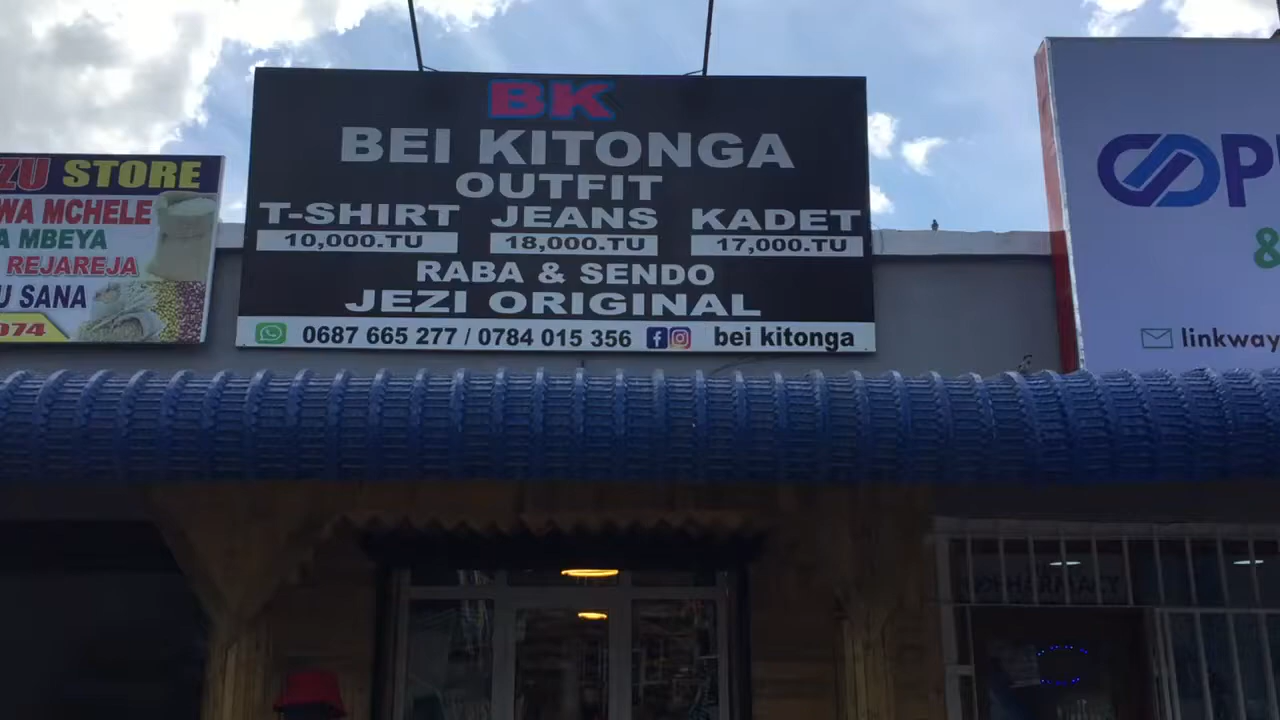 ZU STORE
WA MCHELE
A MBEYA
REJAREJA
U SANA
074
BK
BEI KITONGA
OUTFIT
T-SHIRT JEANS KADET
10,000.TU 18,000.TU 17,000.TU
RABA & SENDO
JEZI ORIGINAL
0687 665 277 / 0784 015 356 bei kitonga
P
&
linkway